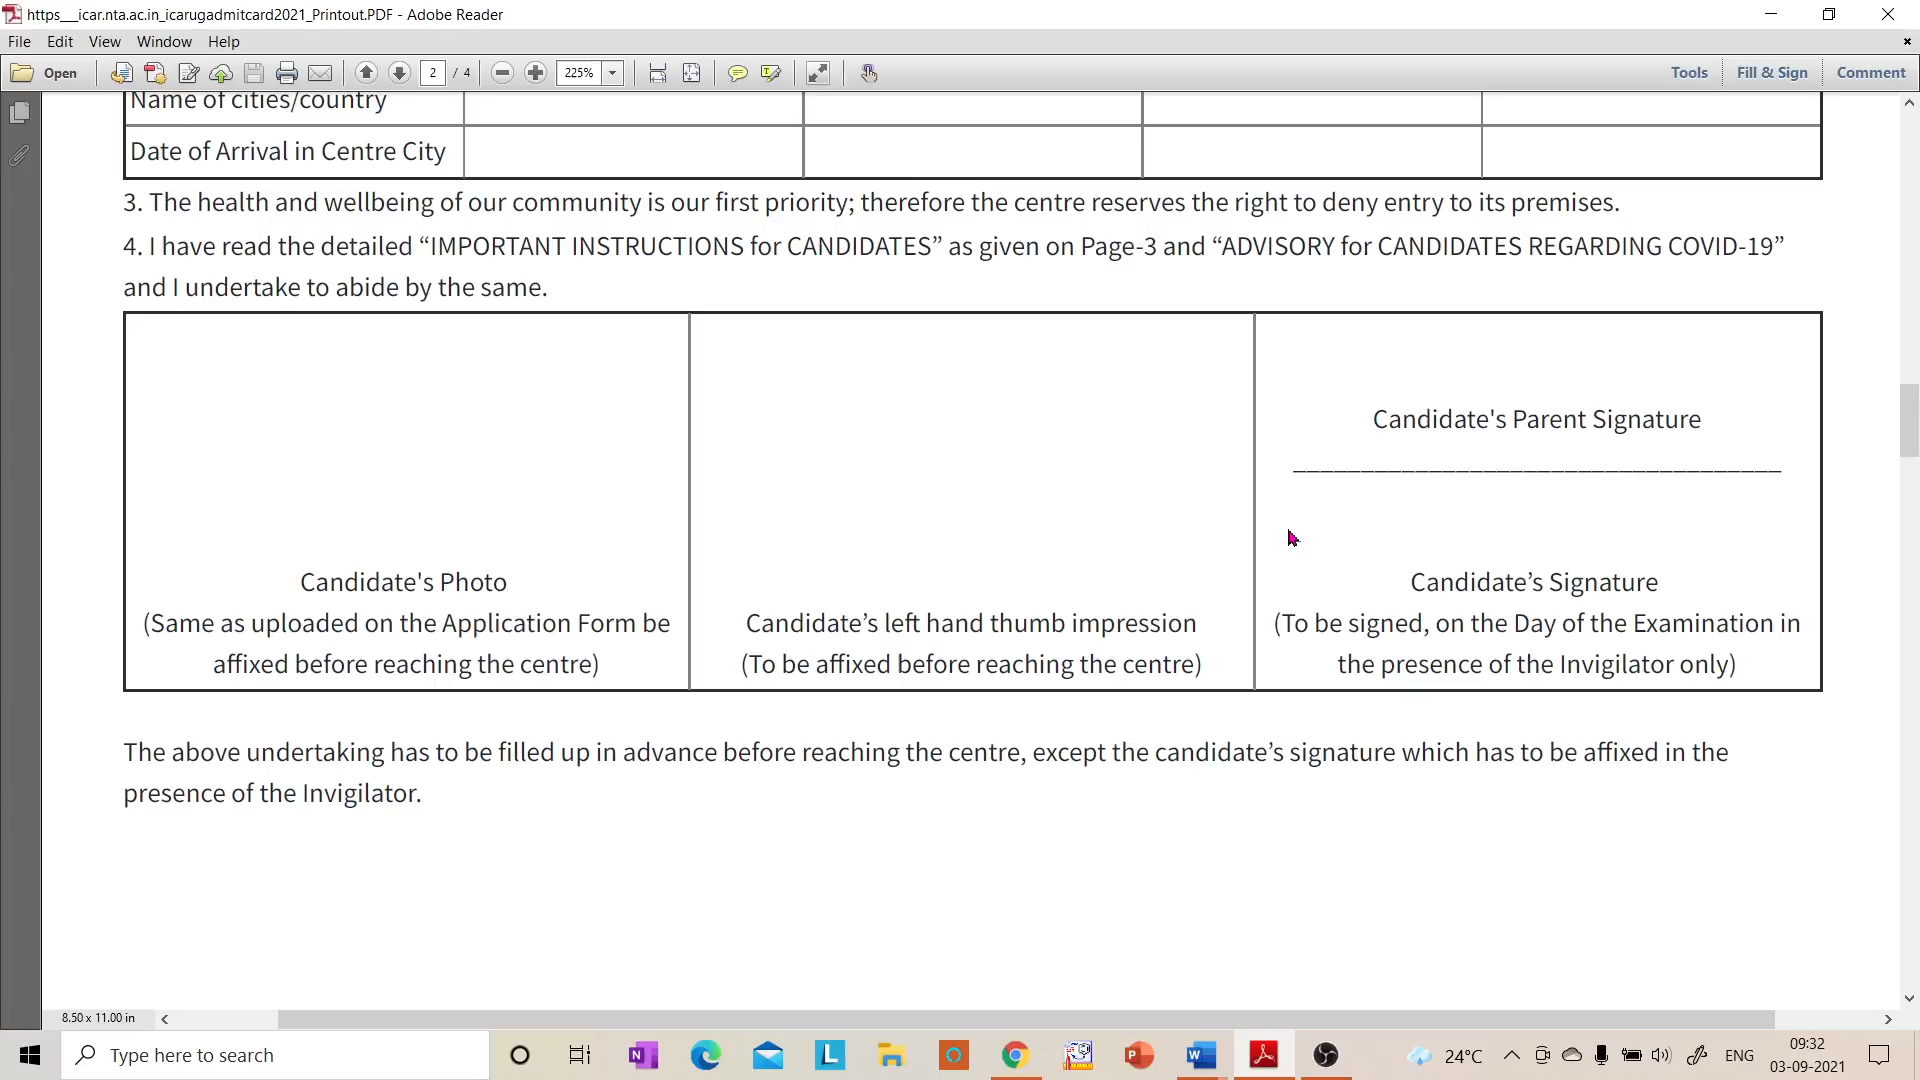 https__icar.nta.ac.in_icarugadmitcard2021_Printout.PDF - Adobe Reader
File Edit View Window Help
Open 2 / 4 225% Tools Fill & Sign Comment
Name of cities/country
Date of Arrival in Centre City
3. The health and wellbeing of our community is our first priority; therefore the centre reserves the right to deny entry to its premises.
4. I have read the detailed “IMPORTANT INSTRUCTIONS for CANDIDATES” as given on Page-3 and “ADVISORY for CANDIDATES REGARDING COVID-19”
and I undertake to abide by the same.
Candidate's Photo
(Same as uploaded on the Application Form be
affixed before reaching the centre)
Candidate’s left hand thumb impression
(To be affixed before reaching the centre)
Candidate's Parent Signature
____________________________________
Candidate’s Signature
(To be signed, on the Day of the Examination in
the presence of the Invigilator only)
The above undertaking has to be filled up in advance before reaching the centre, except the candidate’s signature which has to be affixed in the
presence of the Invigilator.
8.50 x 11.00 in
Type here to search
24°C ENG 09:32
03-09-2021